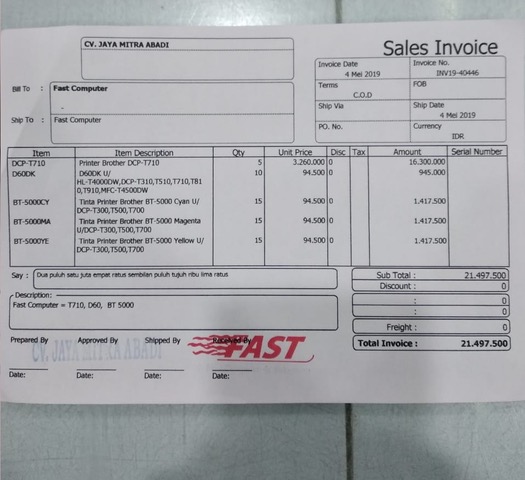 CV. JAYA MITRA ABADI
Sales Invoice
Bill To : Fast Computer
-
Ship To : Fast Computer
Invoice Date Invoice No.
4 Mei 2019 INV19-40446
Terms FOB
C.O.D
Ship Via Ship Date
4 Mei 2019
PO. No. Currency
IDR
Item Item Description Qty Unit Price Disc Tax Amount Serial Number
DCP-T710 Printer Brother DCP-T710 5 3.260.000 0 16.300.000
D60DK D60DK U/ 10 94.500 0 945.000
HL-T4000DW,DCP-T310,T510,T710,T81
0,T910,MFC-T4500DW
BT-5000CY Tinta Printer Brother BT-5000 Cyan U/ 15 94.500 0 1.417.500
DCP-T300,T500,T700
BT-5000MA Tinta Printer Brother BT-5000 Magenta 15 94.500 0 1.417.500
U/DCP-T300,T500,T700
BT-5000YE Tinta Printer Brother BT-5000 Yellow U/ 15 94.500 0 1.417.500
DCP-T300,T500,T700
Say : Dua puluh satu juta empat ratus sembilan puluh tujuh ribu lima ratus
Sub Total : 21.497.500
Discount : 0
: 0
: 0
Freight : 0
Total Invoice : 21.497.500
Description:
Fast Computer = T710, D60, BT 5000
Prepared By Approved By Shipped By Received By
CV. JAYA MITRA ABADI
FAST
Date: Date: Date: Date: